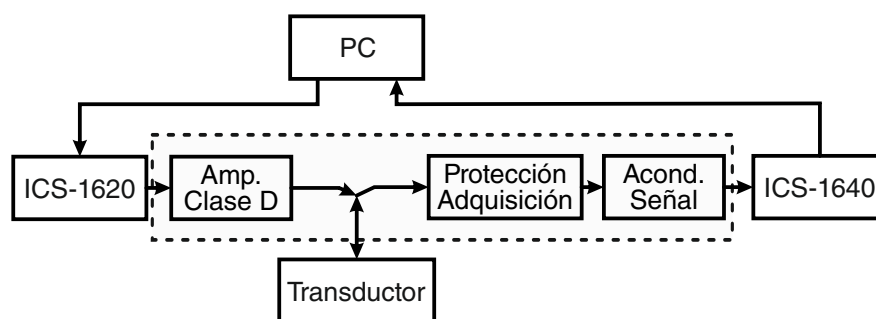 PC
ICS-1620
Amp.
Clase D
Protección
Adquisición
Acond.
Señal
ICS-1640
Transductor